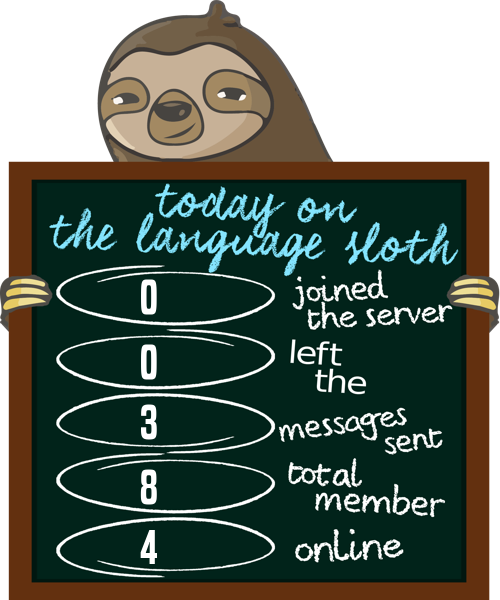 today on
the language sloth
0 joined
the server
0 left
the
3 messages
sent
8 total
member
4 online